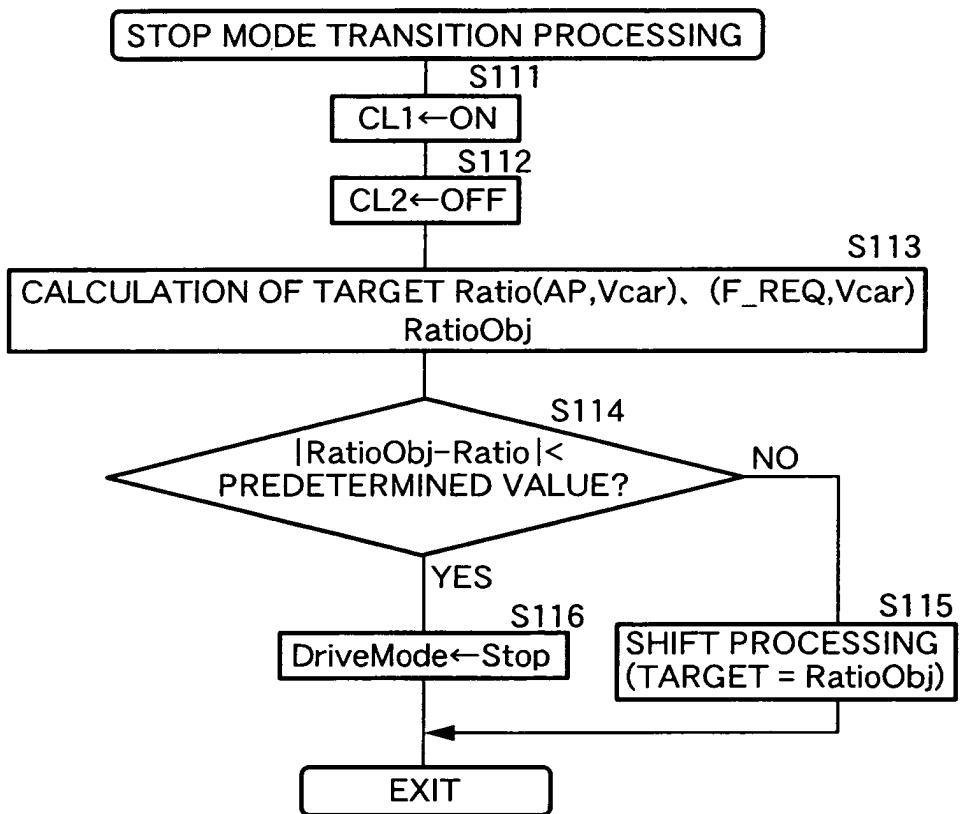 STOP MODE TRANSITION PROCESSING
S111
CL1←ON
S112
CL2←OFF
S113
CALCULATION OF TARGET Ratio(AP,Vcar)、(F_REQ,Vcar)
RatioObj
S114
|RatioObj-Ratio|<
PREDETERMINED VALUE?
NO
YES
S116
DriveMode←Stop
S115
SHIFT PROCESSING
(TARGET = RatioObj)
EXIT